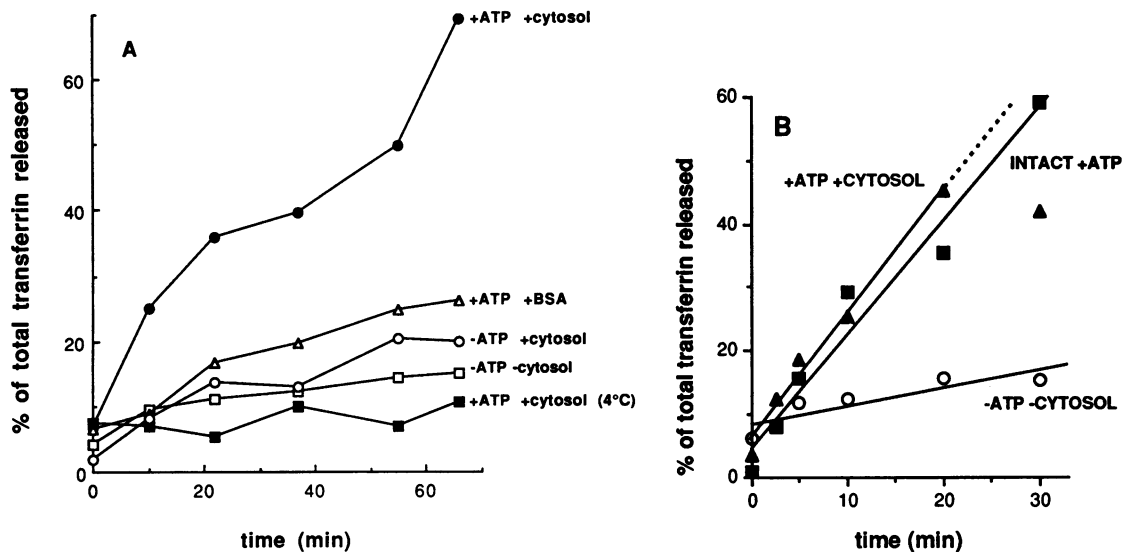 A
% of total transferrin released
60
40
20
0
0
20
40
60
time (min)
+ATP +cytosol
+ATP +BSA
-ATP +cytosol
-ATP -cytosol
+ATP +cytosol (4°C)
B
% of total transferrin released
60
40
20
0
0
10
20
30
time (min)
+ATP +CYTOSOL
INTACT +ATP
-ATP -CYTOSOL